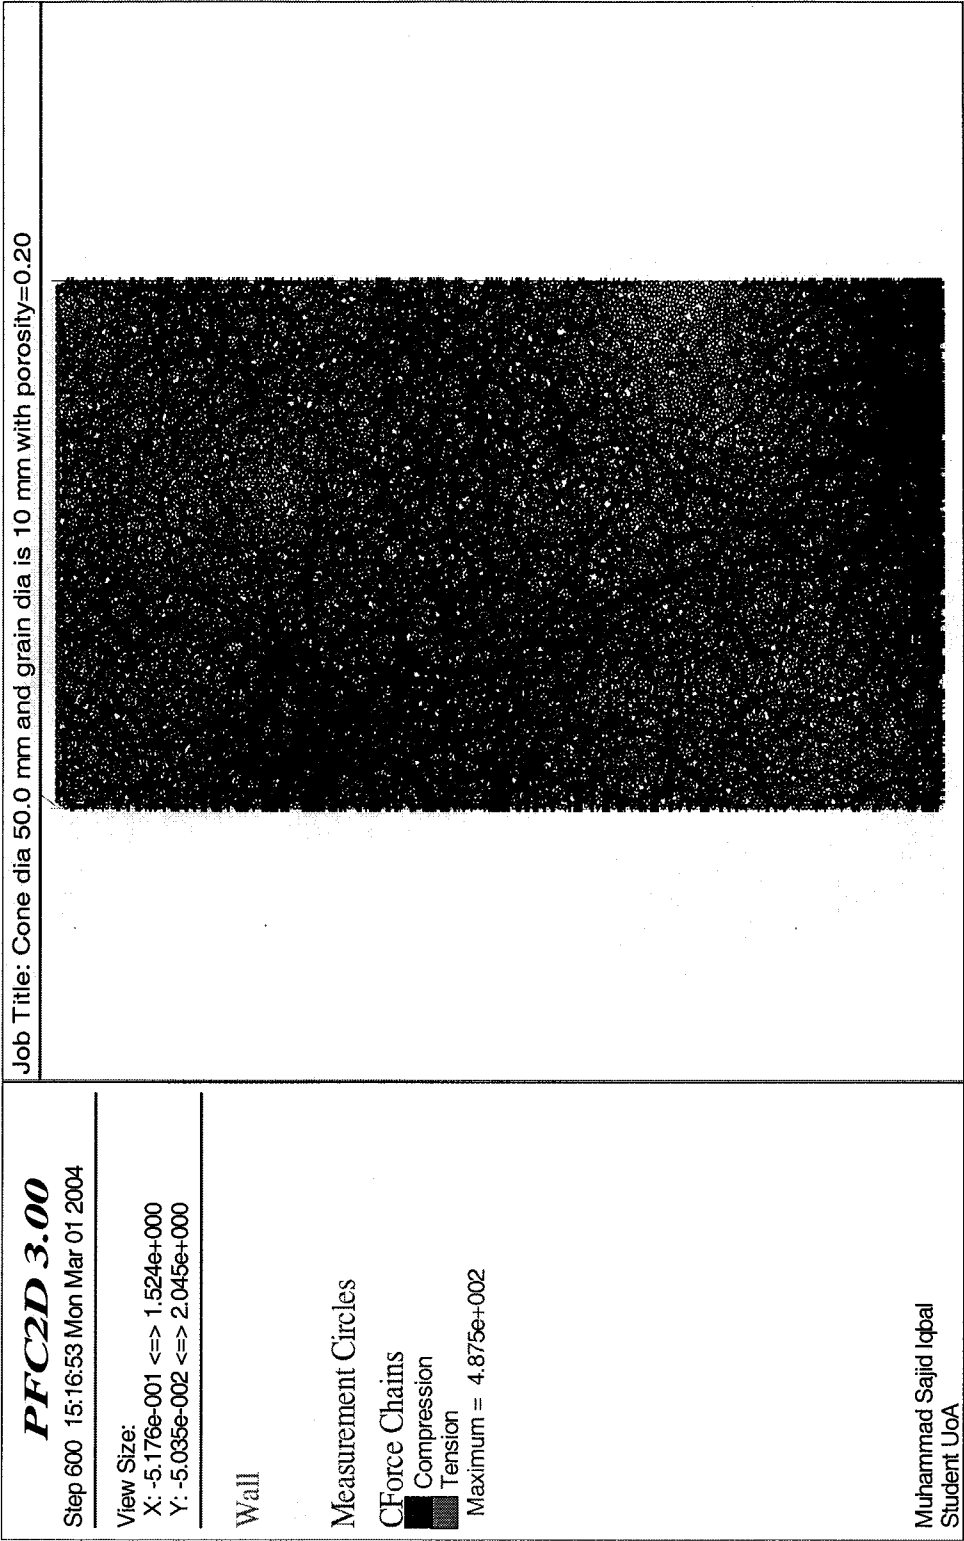 Job Title: Cone dia 50.0 mm and grain dia is 10 mm with porosity=0.20
PFC2D 3.00
Step 600 15:16:53 Mon Mar 01 2004
View Size:
X: -5.176e-001 <=> 1.524e+000
Y: -5.035e-002 <=> 2.045e+000
Wall
Measurement Circles
CForce Chains
Compression
Tension
Maximum = 4.875e+002
Muhammad Sajid Iqbal
Student UoA